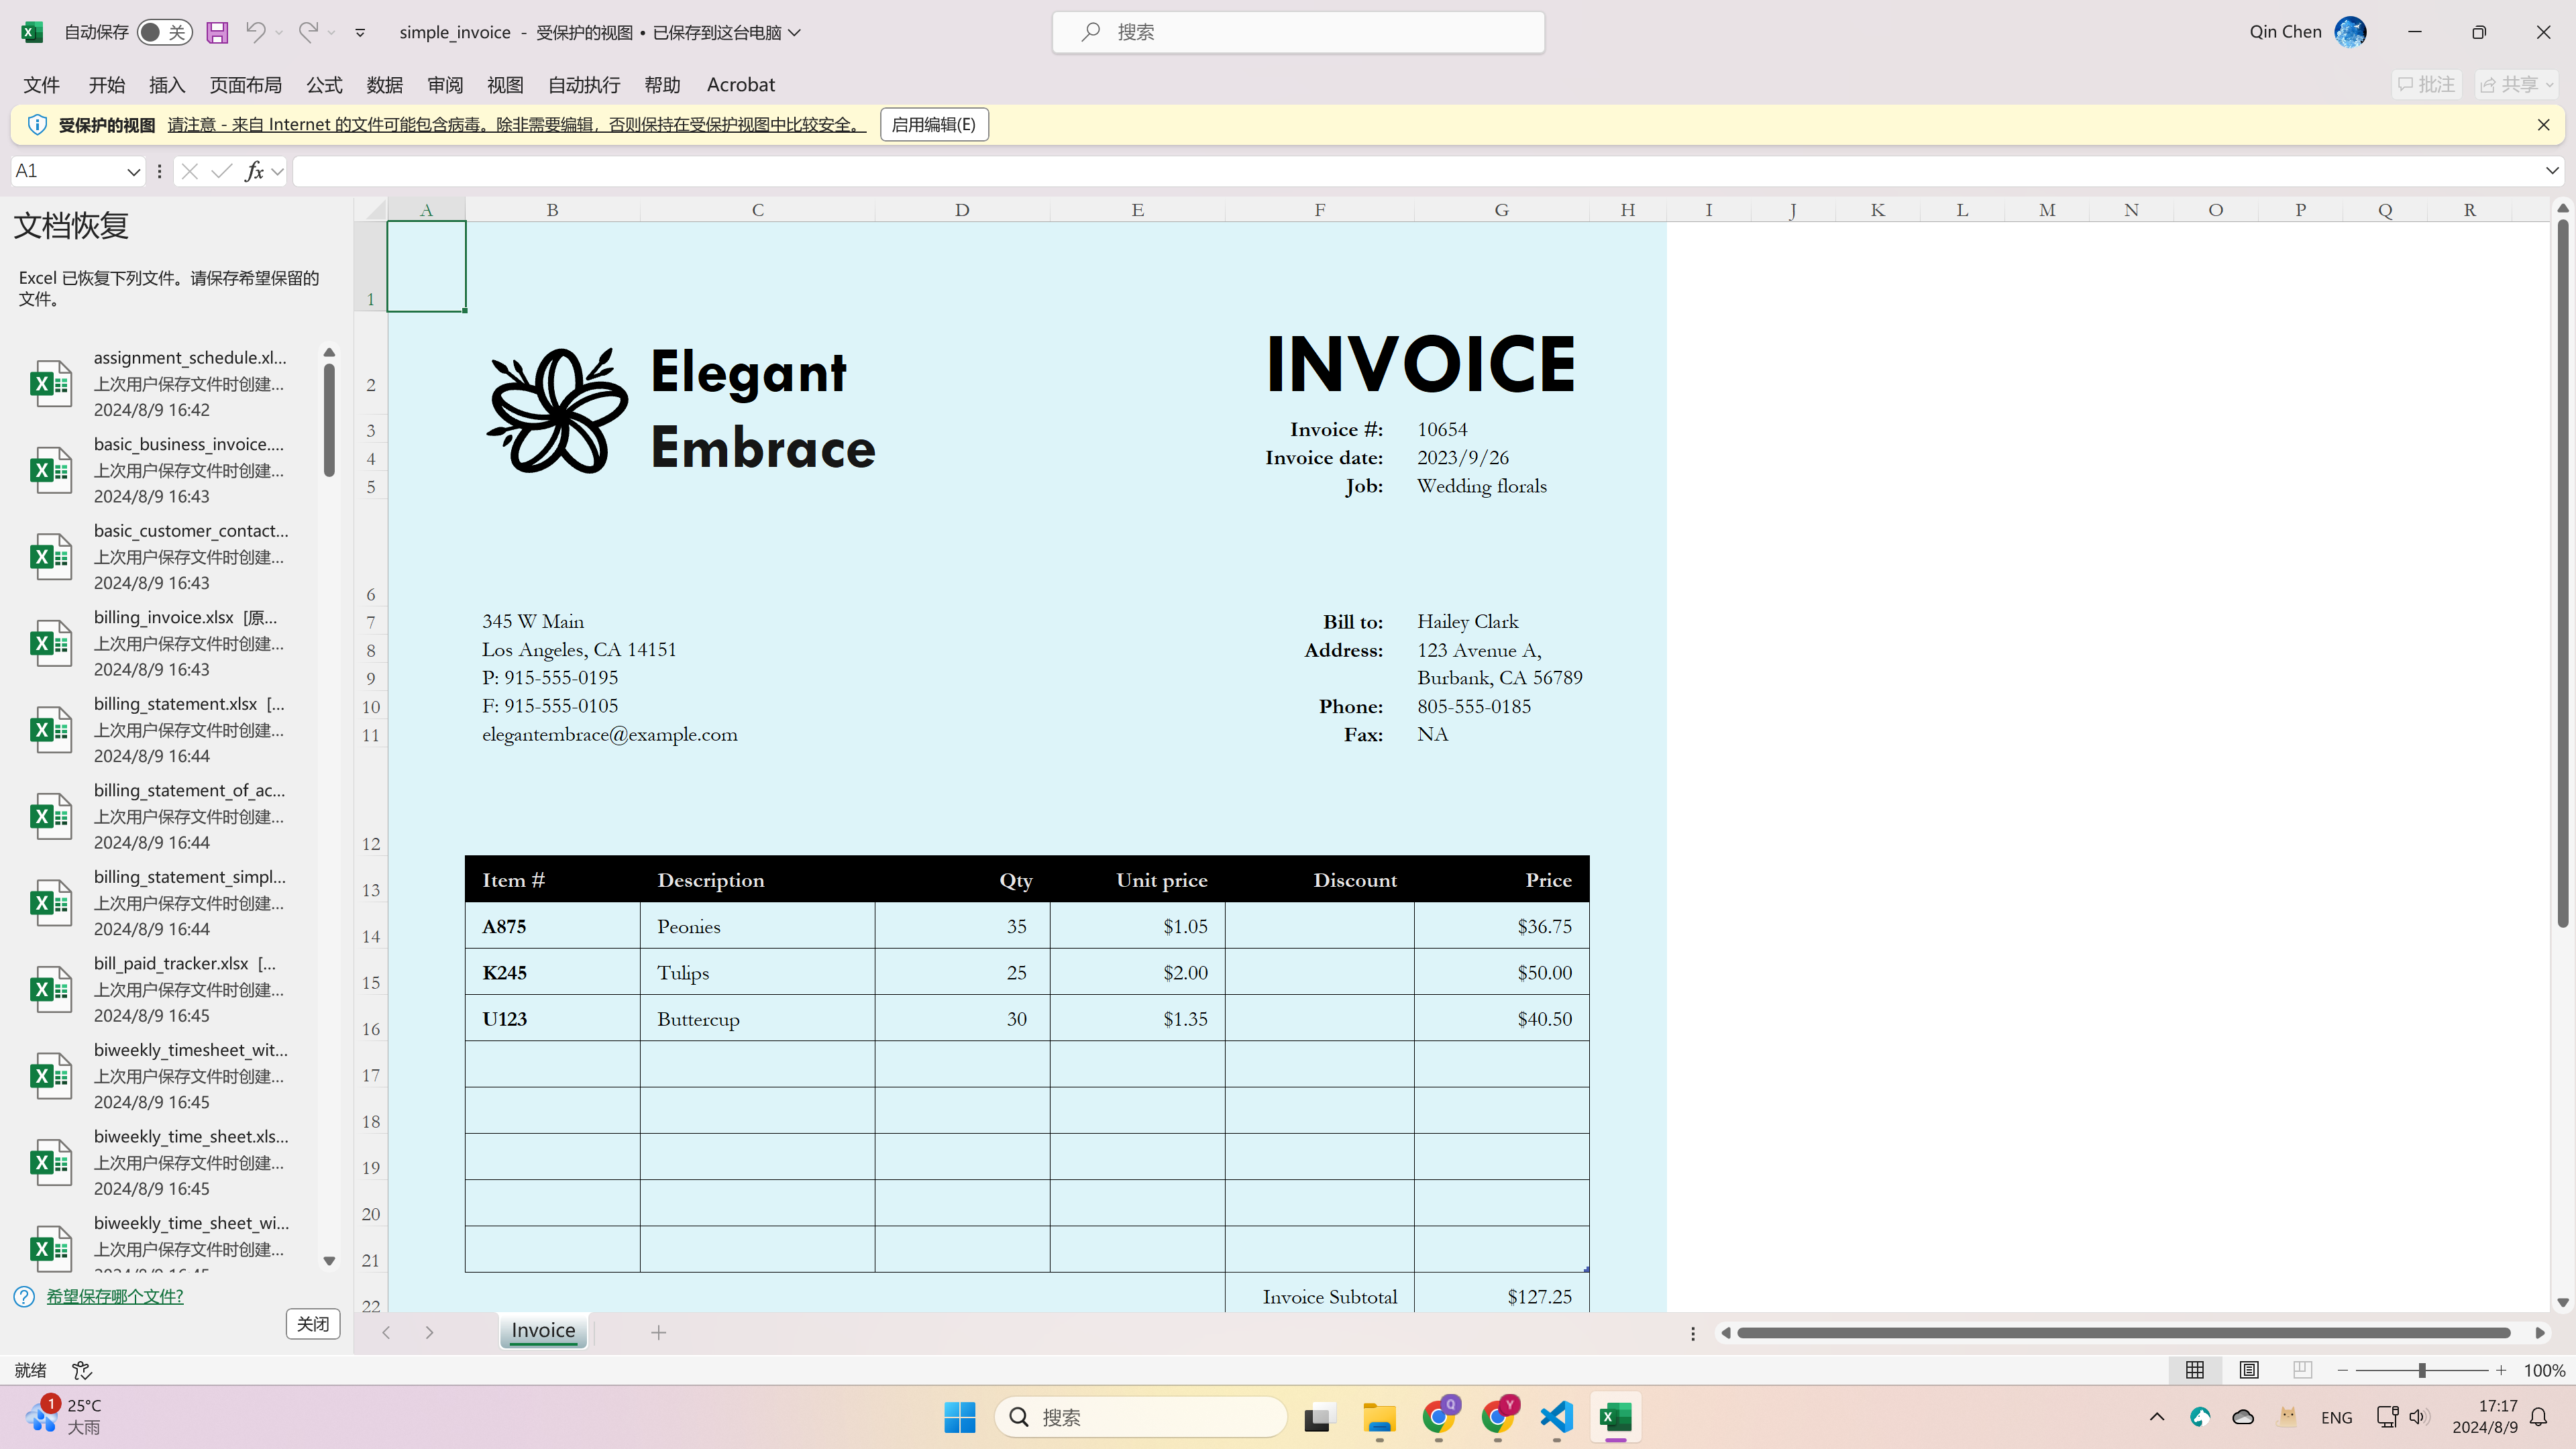 自动保存 关 simple_invoice - 受保护的视图 • 已保存到这台电脑 搜索 Qin Chen
文件 开始 插入 页面布局 公式 数据 审阅 视图 自动执行 帮助 Acrobat 批注 共享
受保护的视图 请注意 - 来自 Internet 的文件可能包含病毒。除非需要编辑，否则保持在受保护视图中比较安全。 启用编辑(E)
A1 fx
文档恢复
Excel 已恢复下列文件。请保存希望保留的
文件。
assignment_schedule.xl...
上次用户保存文件时创建...
2024/8/9 16:42
basic_business_invoice....
上次用户保存文件时创建...
2024/8/9 16:43
basic_customer_contact...
上次用户保存文件时创建...
2024/8/9 16:43
billing_invoice.xlsx [原...
上次用户保存文件时创建...
2024/8/9 16:43
billing_statement.xlsx [...
上次用户保存文件时创建...
2024/8/9 16:44
billing_statement_of_ac...
上次用户保存文件时创建...
2024/8/9 16:44
billing_statement_simpl...
上次用户保存文件时创建...
2024/8/9 16:44
bill_paid_tracker.xlsx [...
上次用户保存文件时创建...
2024/8/9 16:45
biweekly_timesheet_wit...
上次用户保存文件时创建...
2024/8/9 16:45
biweekly_time_sheet.xls...
上次用户保存文件时创建...
2024/8/9 16:45
biweekly_time_sheet_wi...
上次用户保存文件时创建...
2024/8/9 16:45
希望保存哪个文件?
关闭
A B C D E F G H I J K L M N O P Q R
1
2 Elegant INVOICE
Embrace
3 Invoice #: 10654
4 Invoice date: 2023/9/26
5 Job: Wedding florals
6
7 345 W Main Bill to: Hailey Clark
8 Los Angeles, CA 14151 Address: 123 Avenue A,
9 P: 915-555-0195 Burbank, CA 56789
10 F: 915-555-0105 Phone: 805-555-0185
11 elegantembrace@example.com Fax: NA
12
13 Item # Description Qty Unit price Discount Price
14 A875 Peonies 35 $1.05 $36.75
15 K245 Tulips 25 $2.00 $50.00
16 U123 Buttercup 30 $1.35 $40.50
17
18
19
20
21
22 Invoice Subtotal $127.25
Invoice
就绪 100%
1 25°C
大雨
搜索 Q Y ENG 17:17
2024/8/9